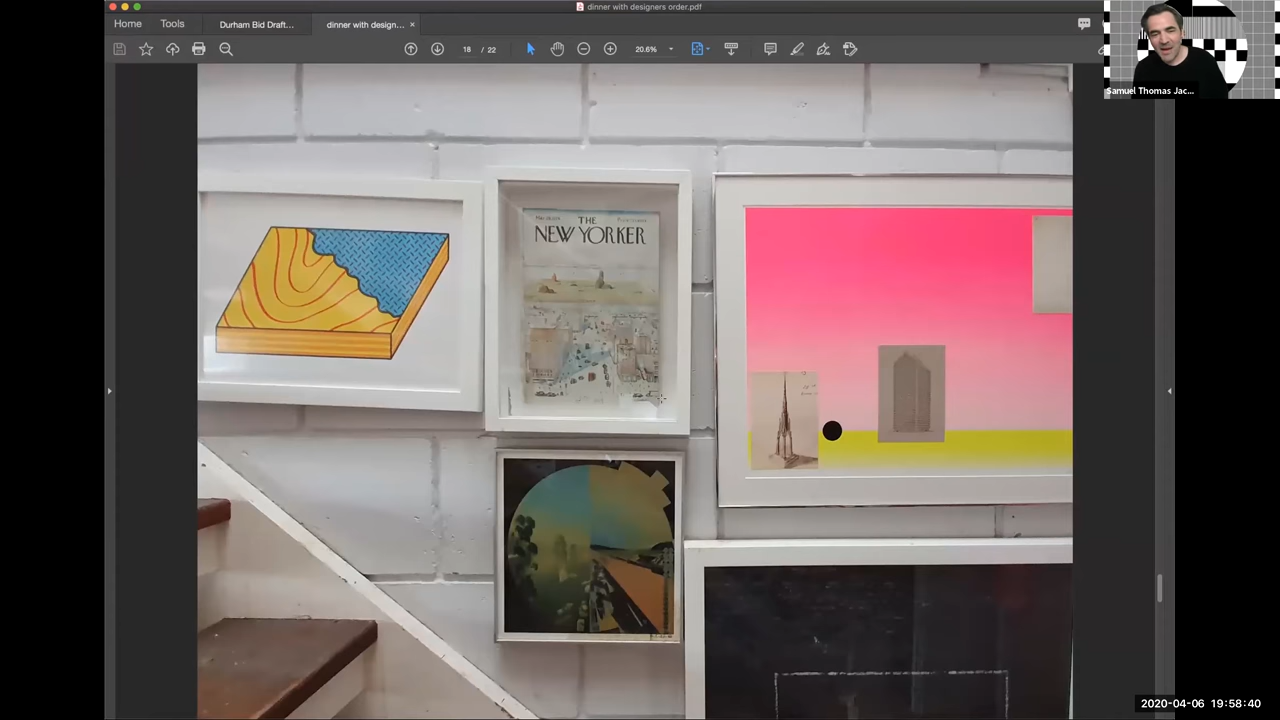 dinner with designers order.pdf
Home
Tools
Durham Bid Draft...
dinner with design...
×
/ 22
20.6%
Samuel Thomas Jac...
THE
NEW YORKER
2020-04-06 19:58:40